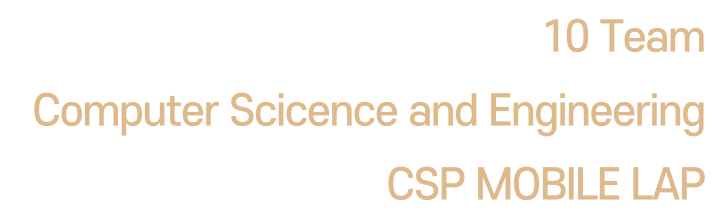 10 Team
Computer Scicence and Engineering
CSP MOBILE LAP